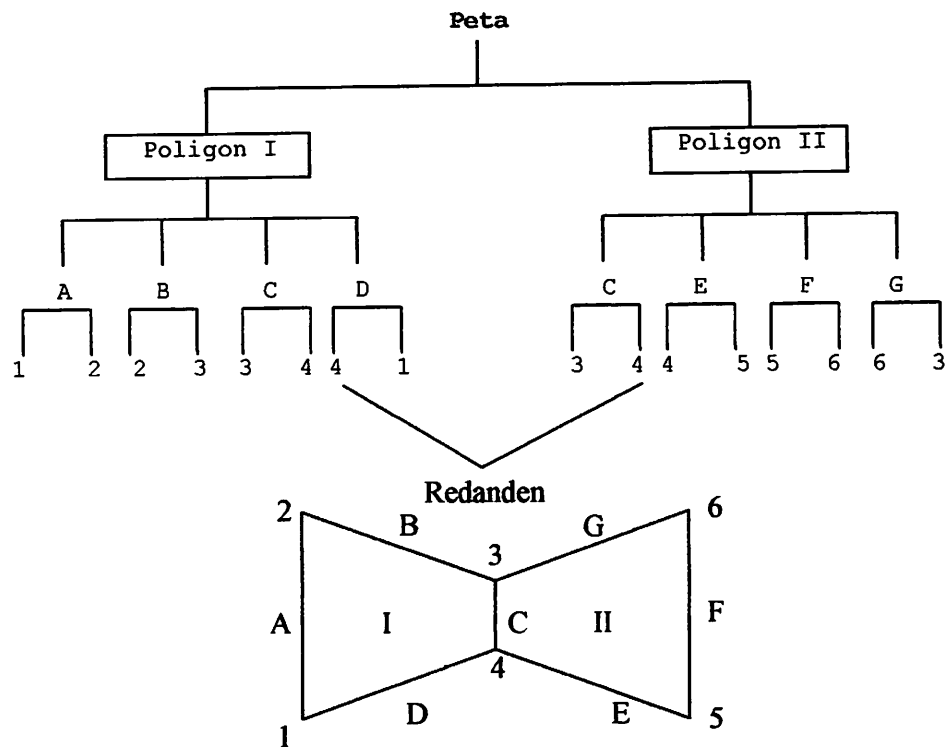 Peta
Poligon I Poligon II
A B C D C E F G
1 2 2 3 3 4 4 1 3 4 4 5 5 6 6 3
Redanden
2 B G 6
3
A I C II F
4
1 D E 5